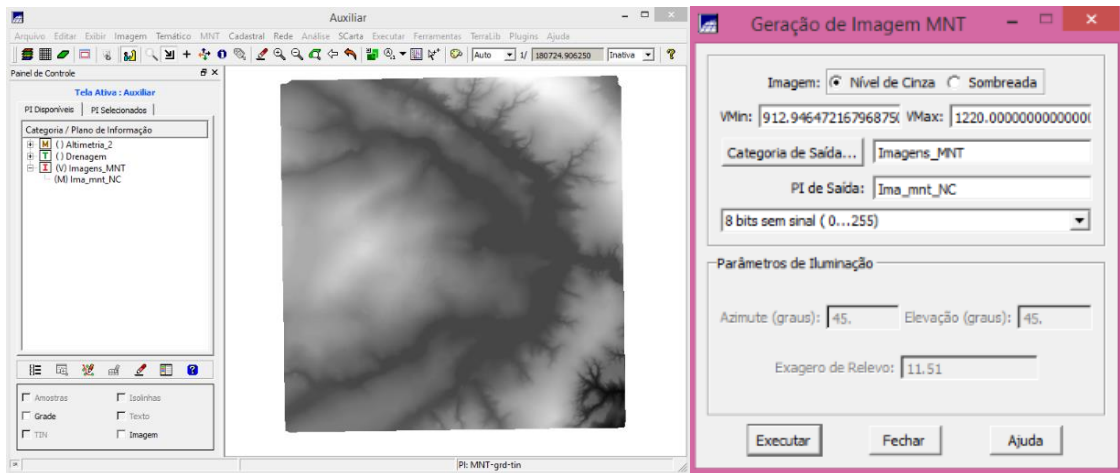 Auxiliar
Arquivo Editar Exibir Imagem Temático MNT Cadastral Rede Análise SCarta Executar Ferramentas TerraLib Plugins Ajuda
Auto 1/ 180724.906250 Inativa
Painel de Controle
Tela Ativa : Auxiliar
PI Disponíveis PI Selecionados
Categoria / Plano de Informação
M () Altimetria_2
T () Drenagem
I (V) Imagens_MNT
(M) Ima_mnt_NC
Amostras Isolinhas
Grade Texto
TIN Imagem
PI: MNT-grd-tin
Geração de Imagem MNT
Imagem: Nível de Cinza Sombreada
VMin: 912.9464721679687500 VMax: 1220.0000000000000
Categoria de Saída... Imagens_MNT
PI de Saída: Ima_mnt_NC
8 bits sem sinal ( 0...255)
Parâmetros de Iluminação
Azimute (graus): 45. Elevação (graus): 45.
Exagero de Relevo: 11.51
Executar Fechar Ajuda